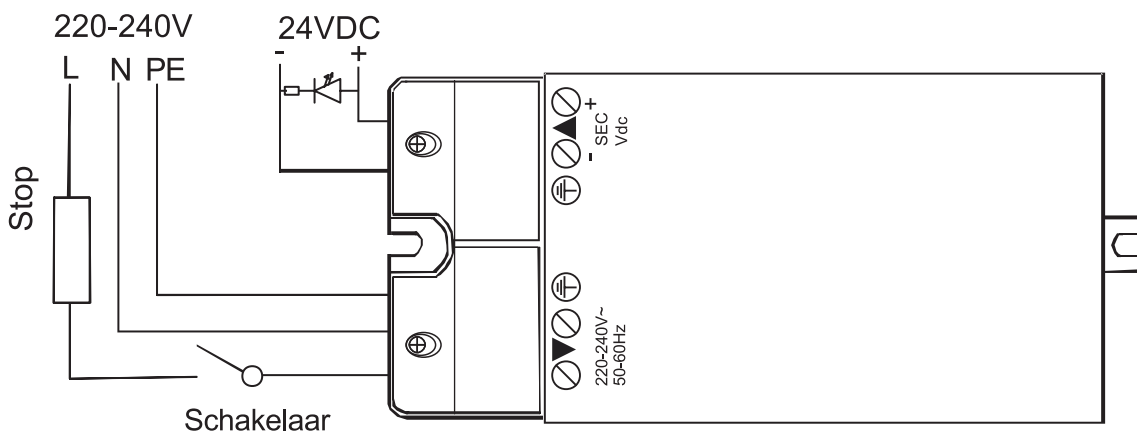 220-240V
24VDC
- +
L N PE
+
SEC
Vdc
-
Stop
220-240V~
50-60Hz
Schakelaar